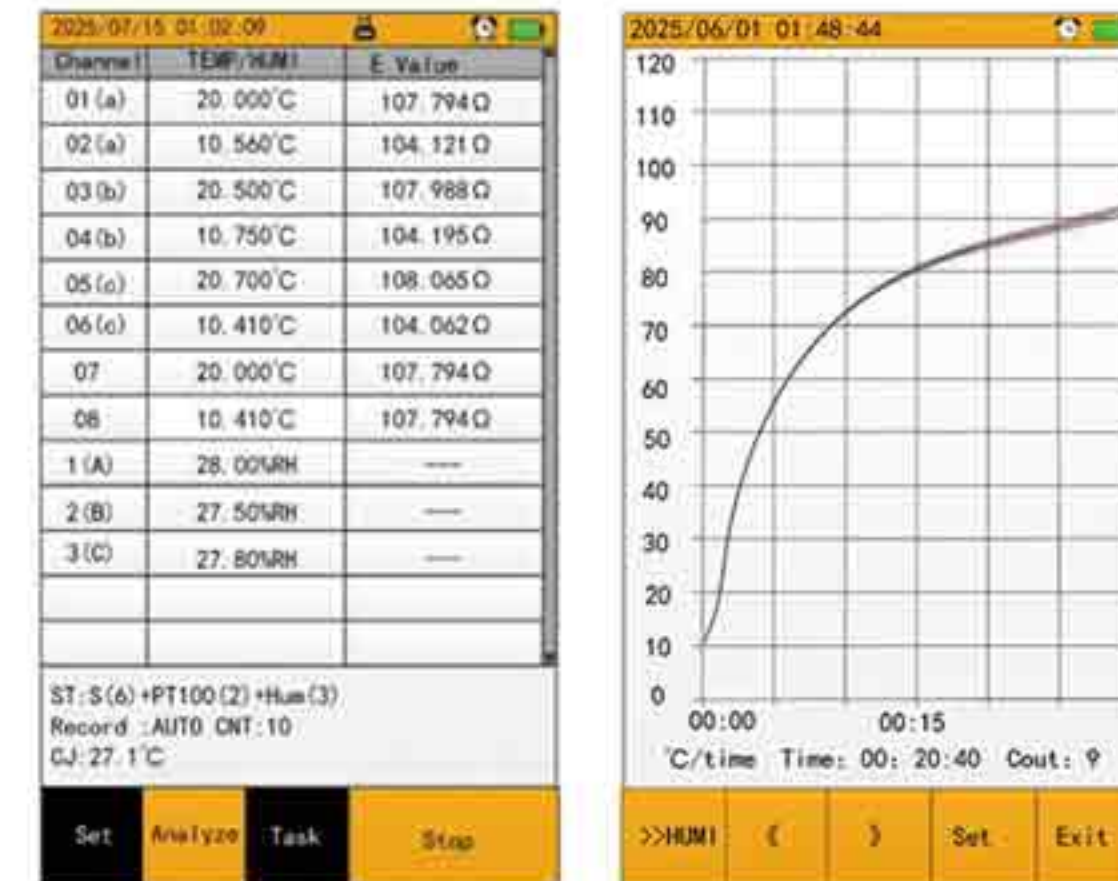 2025/07/15 01:02:09
Channel TEMP/HUMI E Value
01(a) 20.000℃ 107.794Ω
02(a) 10.560℃ 104.121Ω
03(b) 20.500℃ 107.988Ω
04(b) 10.750℃ 104.195Ω
05(c) 20.700℃ 108.065Ω
06(c) 10.410℃ 104.062Ω
07 20.000℃ 107.794Ω
08 10.410℃ 107.794Ω
1(A) 28.00%RH ---
2(B) 27.50%RH ---
3(C) 27.80%RH ---
ST:S(6)+PT100(2)+Hum(3)
Record :AUTO CNT:10
CJ:27.1℃
Set Analyze Task Stop
2025/06/01 01:48:44
120
110
100
90
80
70
60
50
40
30
20
10
0
00:00 00:15
℃/time Time: 00: 20:40 Cout: 9
>>HUMI 《 》 Set Exit